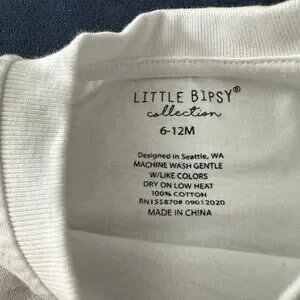 LITTLE BIPSY®
collection
6-12M
Designed in Seattle, WA
MACHINE WASH GENTLE
W/LIKE COLORS
DRY ON LOW HEAT
100% COTTON
RN155870# 09012020
MADE IN CHINA